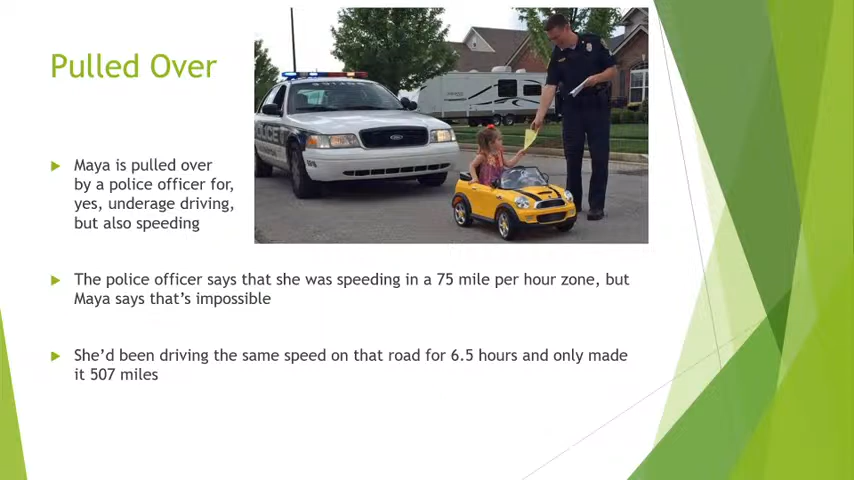 Pulled Over
Maya is pulled over
by a police officer for,
yes, underage driving,
but also speeding
The police officer says that she was speeding in a 75 mile per hour zone, but
Maya says that's impossible
She'd been driving the same speed on that road for 6.5 hours and only made
it 507 miles